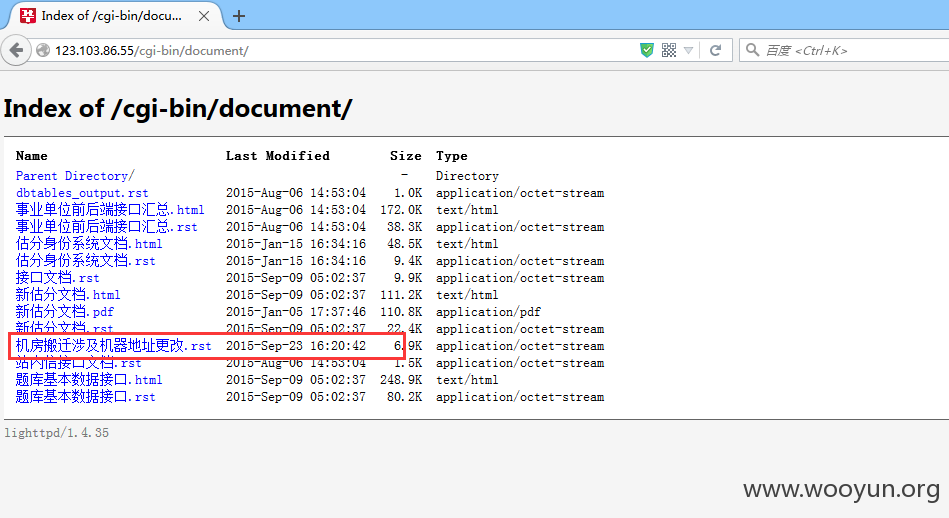 Index of /cgi-bin/docu...
123.103.86.55/cgi-bin/document/
百度 <Ctrl+K>
Index of /cgi-bin/document/
Name Last Modified Size Type
Parent Directory/ - Directory
dbtables_output.rst 2015-Aug-06 14:53:04 1.0K application/octet-stream
事业单位前后端接口汇总.html 2015-Aug-06 14:53:04 172.0K text/html
事业单位前后端接口汇总.rst 2015-Aug-06 14:53:04 38.3K application/octet-stream
估分身份系统文档.html 2015-Jan-15 16:34:16 48.5K text/html
估分身份系统文档.rst 2015-Jan-15 16:34:16 9.4K application/octet-stream
接口文档.rst 2015-Sep-09 05:02:37 9.9K application/octet-stream
新估分文档.html 2015-Sep-09 05:02:37 111.2K text/html
新估分文档.pdf 2015-Jan-05 17:37:46 110.8K application/pdf
新估分文档.rst 2015-Sep-09 05:02:37 22.4K application/octet-stream
机房搬迁涉及机器地址更改.rst 2015-Sep-23 16:20:42 6.9K application/octet-stream
站内信接口文档.rst 2015-Aug-06 14:53:04 1.5K application/octet-stream
题库基本数据接口.html 2015-Sep-09 05:02:37 248.9K text/html
题库基本数据接口.rst 2015-Sep-09 05:02:37 80.2K application/octet-stream
lighttpd/1.4.35
www.wooyun.org